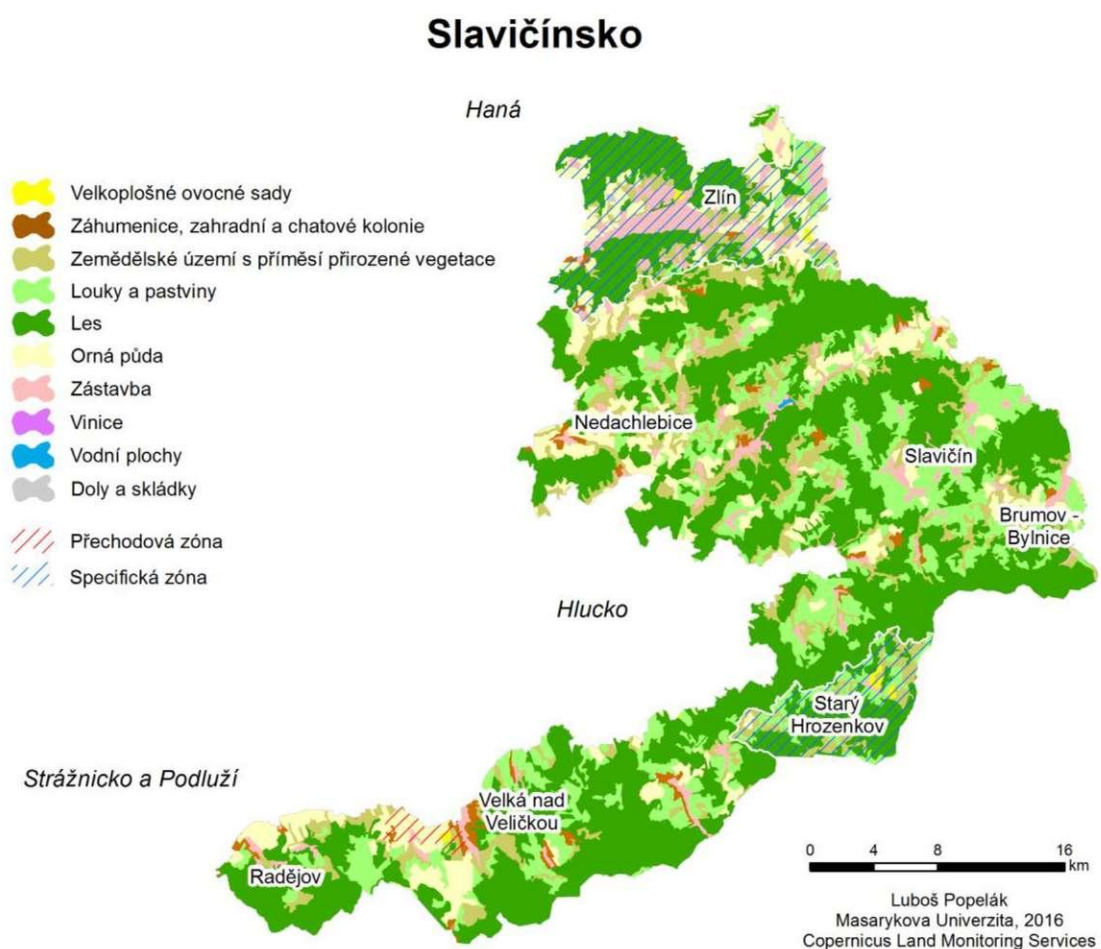 Slavičínsko
Haná
Velkoplošné ovocné sady
Záhumenice, zahradní a chatové kolonie
Zemědělské území s příměsí přirozené vegetace
Louky a pastviny
Les
Orná půda
Zástavba
Vinice
Vodní plochy
Doly a skládky
Přechodová zóna
Specifická zóna
Zlín
Nedachlebice
Slavičín
Brumov -
Bylnice
Hlucko
Starý
Hrozenkov
Strážnicko a Podluží
Velká nad
Veličkou
Radějov
0 4 8 16
km
Luboš Popelák
Masarykova Univerzita, 2016
Copernicus Land Monitoring Services